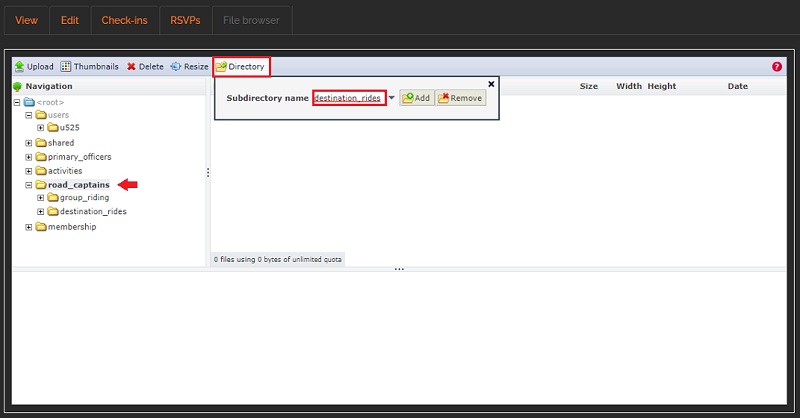 View Edit Check-ins RSVPs File browser
Upload Thumbnails Delete Resize Directory
Navigation Size Width Height Date
Subdirectory name destination_rides Add Remove
<root>
users
u525
shared
primary_officers
activities
road_captains
group_riding
destination_rides
membership
0 files using 0 bytes of unlimited quota